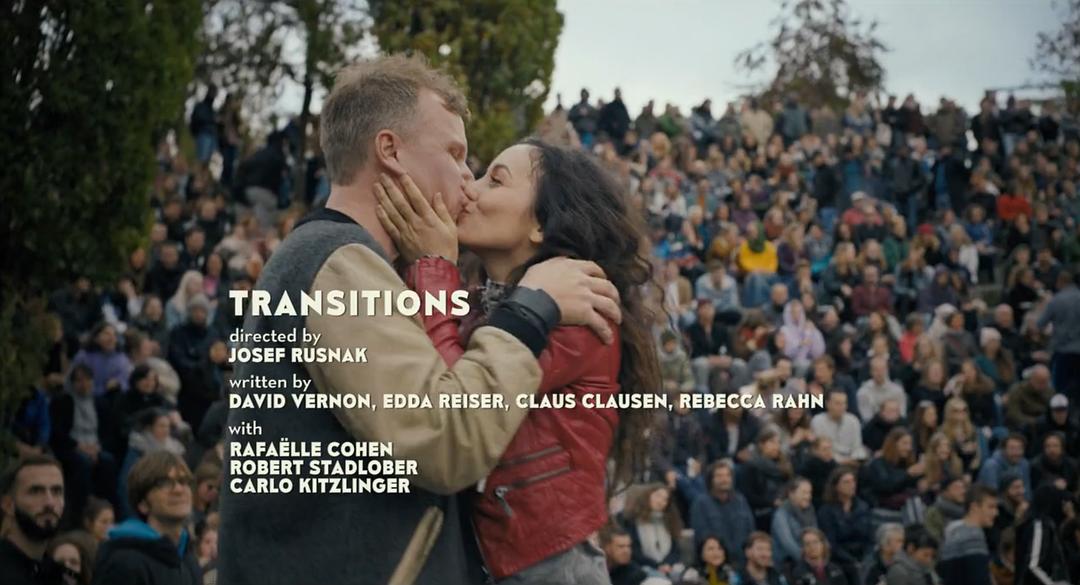 TRANSITIONS
directed by
JOSEF RUSNAK
written by
DAVID VERNON, EDDA REISER, CLAUS CLAUSEN, REBECCA RAHN
with
RAFAËLLE COHEN
ROBERT STADLOBER
CARLO KITZLINGER